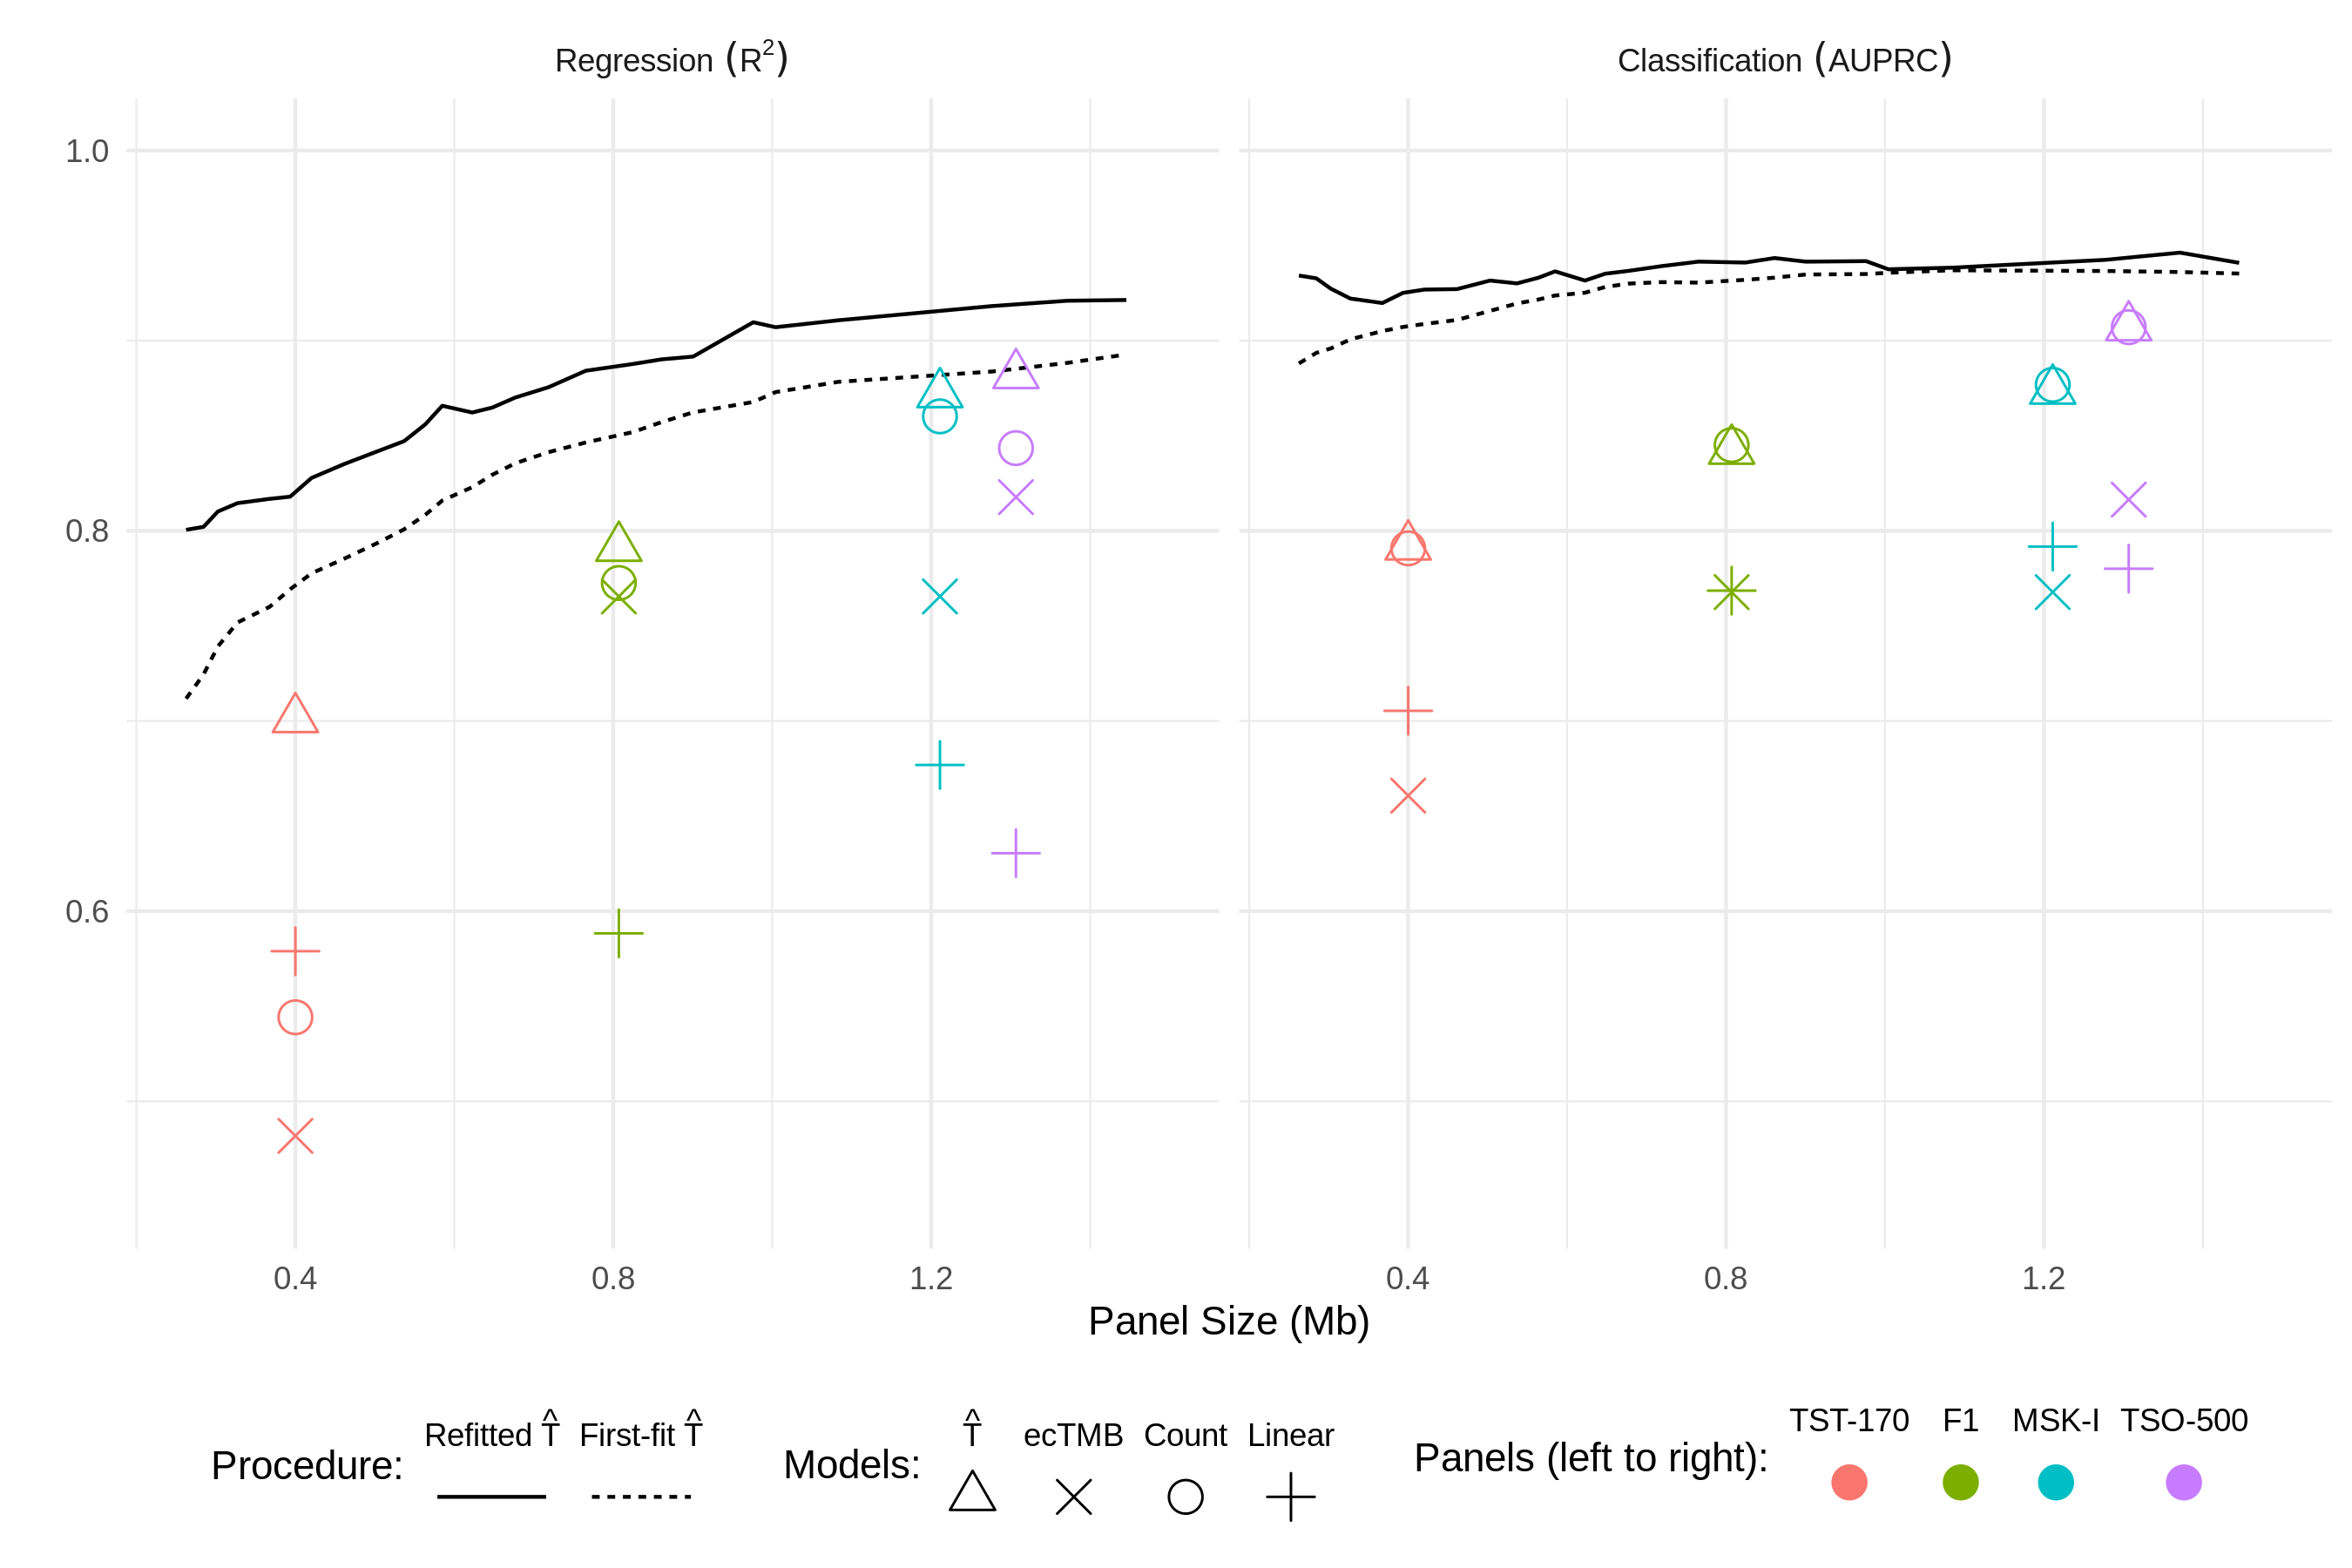 Regression (R²)
Classification (AUPRC)
1.0
0.8
0.6
0.4 0.8 1.2 0.4 0.8 1.2
Panel Size (Mb)
Procedure: Refitted T̂ First-fit T̂
Models: T̂ ecTMB Count Linear
Panels (left to right): TST-170 F1 MSK-I TSO-500